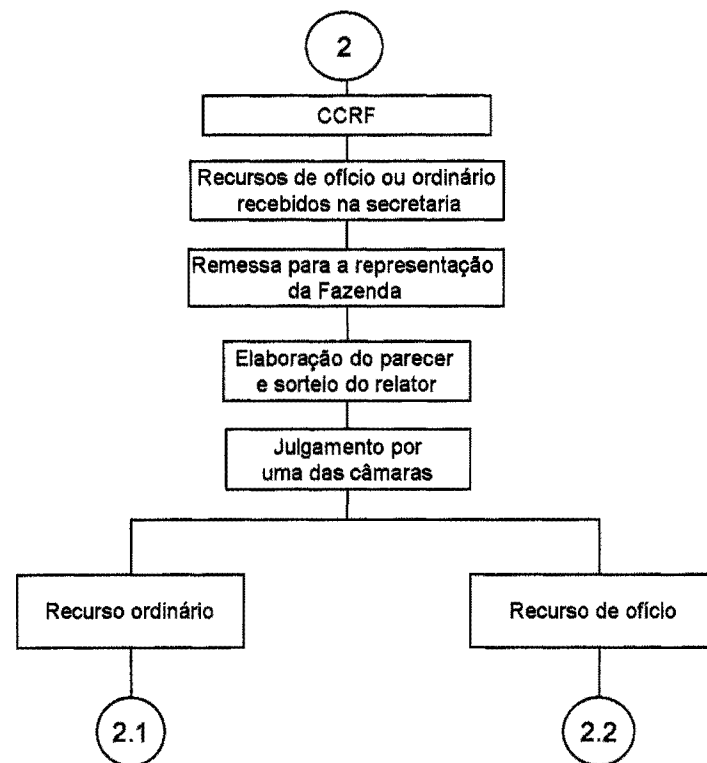 2
CCRF
Recursos de ofício ou ordinário
recebidos na secretaria
Remessa para a representação
da Fazenda
Elaboração do parecer
e sorteio do relator
Julgamento por
uma das câmaras
Recurso ordinário
Recurso de ofício
2.1
2.2